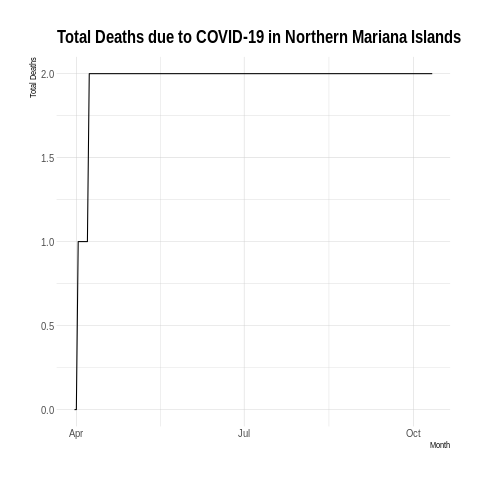 Total Deaths due to COVID-19 in Northern Mariana Islands
Total Deaths
2.0
1.5
1.0
0.5
0.0
Apr Jul Oct
Month